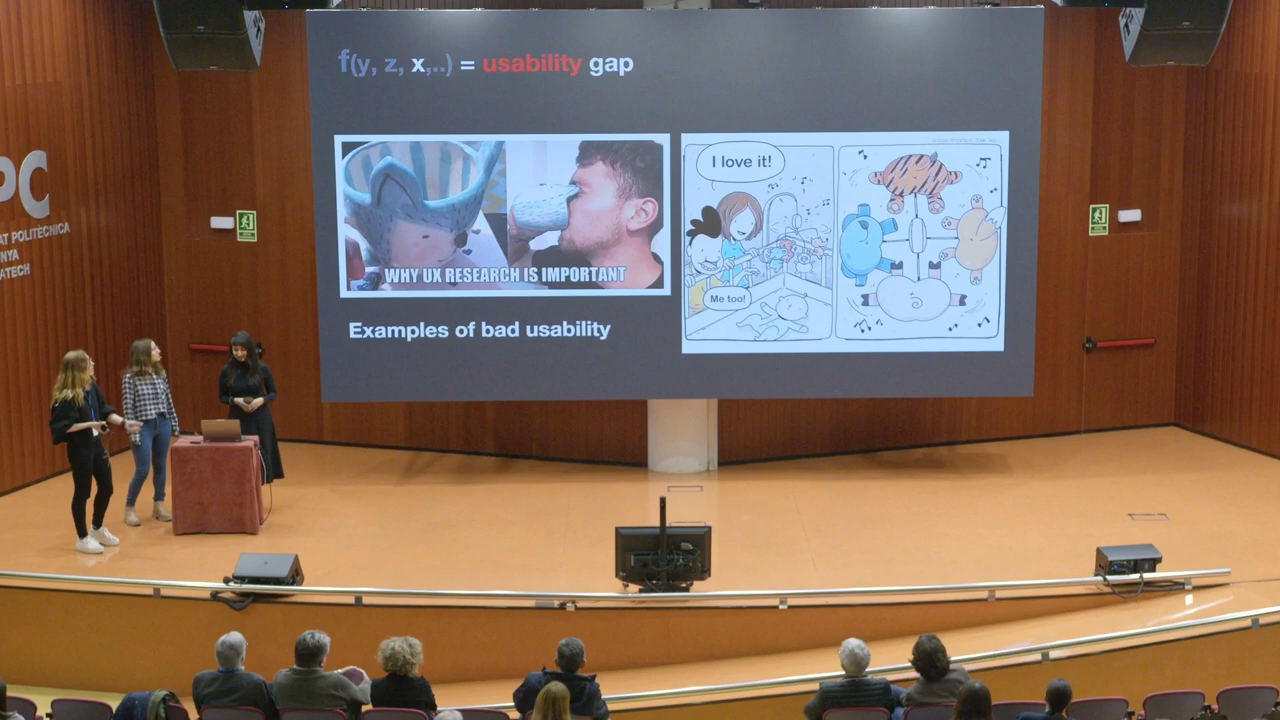 f(y, z, x,..) = usability gap
WHY UX RESEARCH IS IMPORTANT
Examples of bad usability
I love it!
Me too!
PC
AT POLITÈCNICA
NYA
ATECH